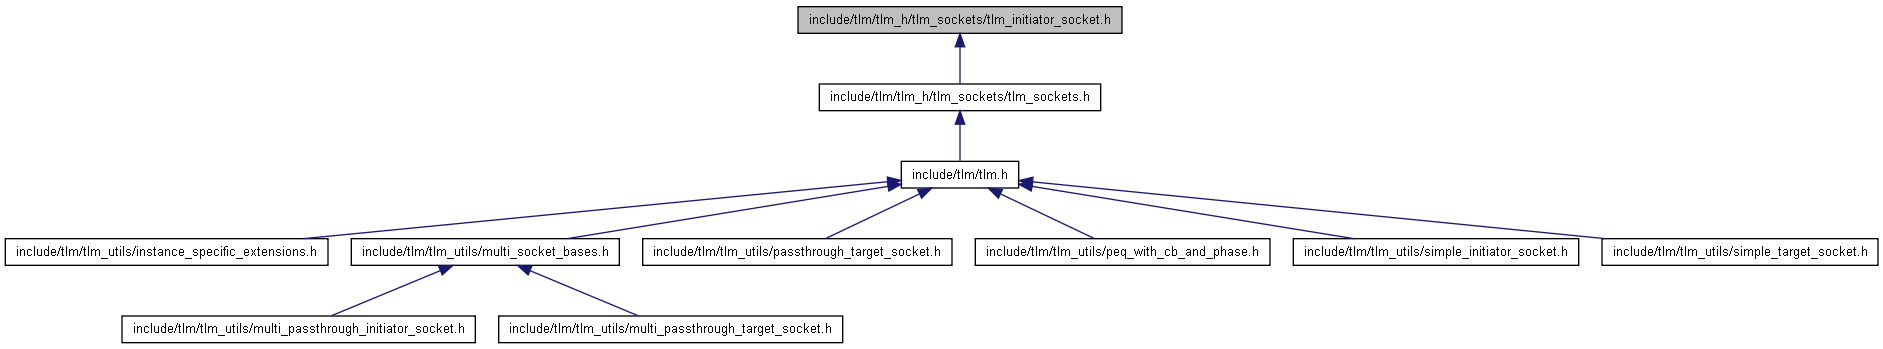 include/tlm/tlm_h/tlm_sockets/tlm_initiator_socket.h
include/tlm/tlm_h/tlm_sockets/tlm_sockets.h
include/tlm/tlm.h
include/tlm/tlm_utils/instance_specific_extensions.h
include/tlm/tlm_utils/multi_socket_bases.h
include/tlm/tlm_utils/passthrough_target_socket.h
include/tlm/tlm_utils/peq_with_cb_and_phase.h
include/tlm/tlm_utils/simple_initiator_socket.h
include/tlm/tlm_utils/simple_target_socket.h
include/tlm/tlm_utils/multi_passthrough_initiator_socket.h
include/tlm/tlm_utils/multi_passthrough_target_socket.h